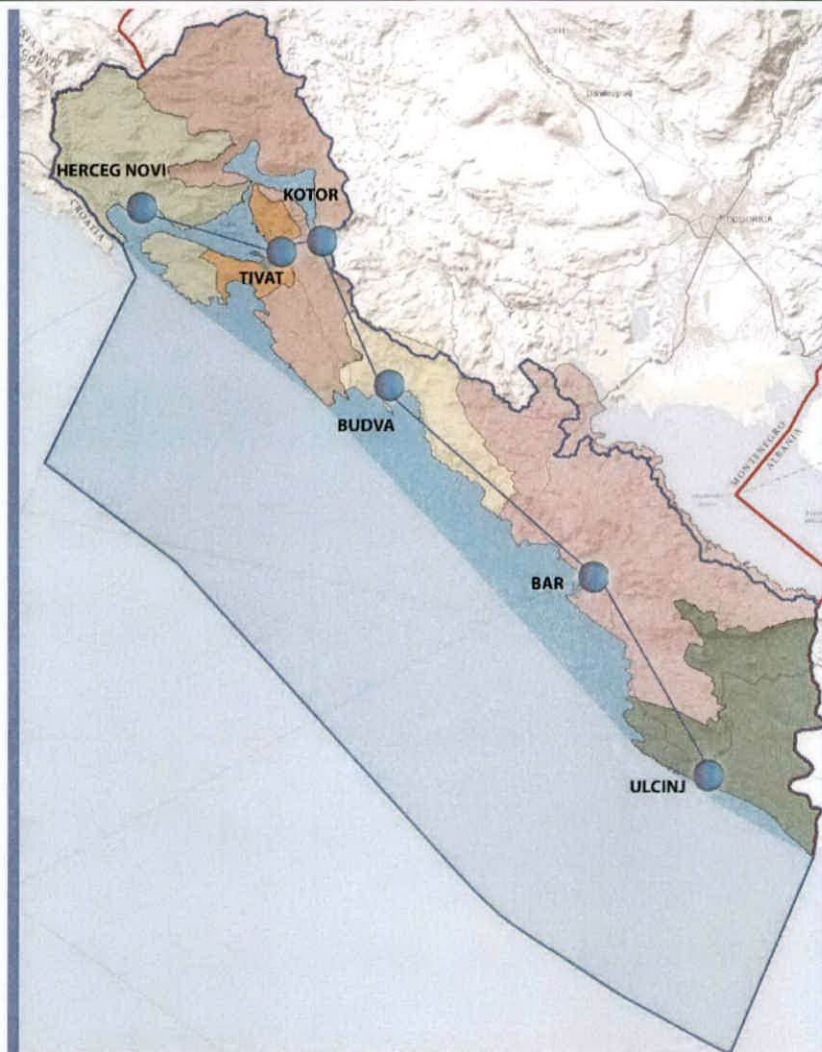 HERCEG NOVI
KOTOR
CROATIA
TIVAT
BUDVA
MONTENEGRO
ALBANIA
BAR
ULCINJ